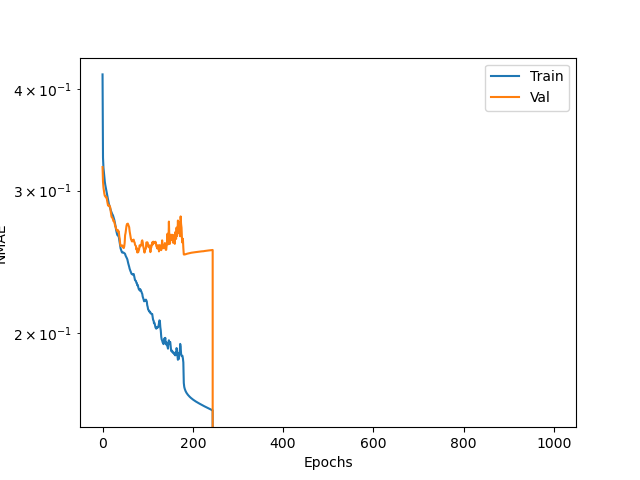 Train
Val
4 × 10⁻¹
3 × 10⁻¹
2 × 10⁻¹
NMAE
0 200 400 600 800 1000
Epochs